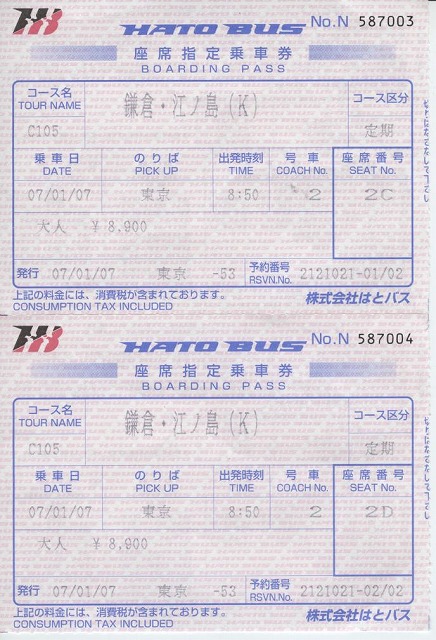 HATO BUS No.N 587003
座席指定乗車券
BOARDING PASS
コース名 鎌倉・江ノ島(K) コース区分
TOUR NAME
C105 定期
乗車日 のりば 出発時刻 号車 座席番号
DATE PICK UP TIME COACH No. SEAT No.
07/01/07 東京 8:50 2 2C
大人 ¥8,900
発行 07/01/07 東京 -53 予約番号 RSVN.No. 2121021-01/02
上記の料金には、消費税が含まれております。 株式会社はとバス
CONSUMPTION TAX INCLUDED
HATO BUS No.N 587004
座席指定乗車券
BOARDING PASS
コース名 鎌倉・江ノ島(K) コース区分
TOUR NAME
C105 定期
乗車日 のりば 出発時刻 号車 座席番号
DATE PICK UP TIME COACH No. SEAT No.
07/01/07 東京 8:50 2 2D
大人 ¥8,900
発行 07/01/07 東京 -53 予約番号 RSVN.No. 2121021-02/02
上記の料金には、消費税が含まれております。 株式会社はとバス
CONSUMPTION TAX INCLUDED